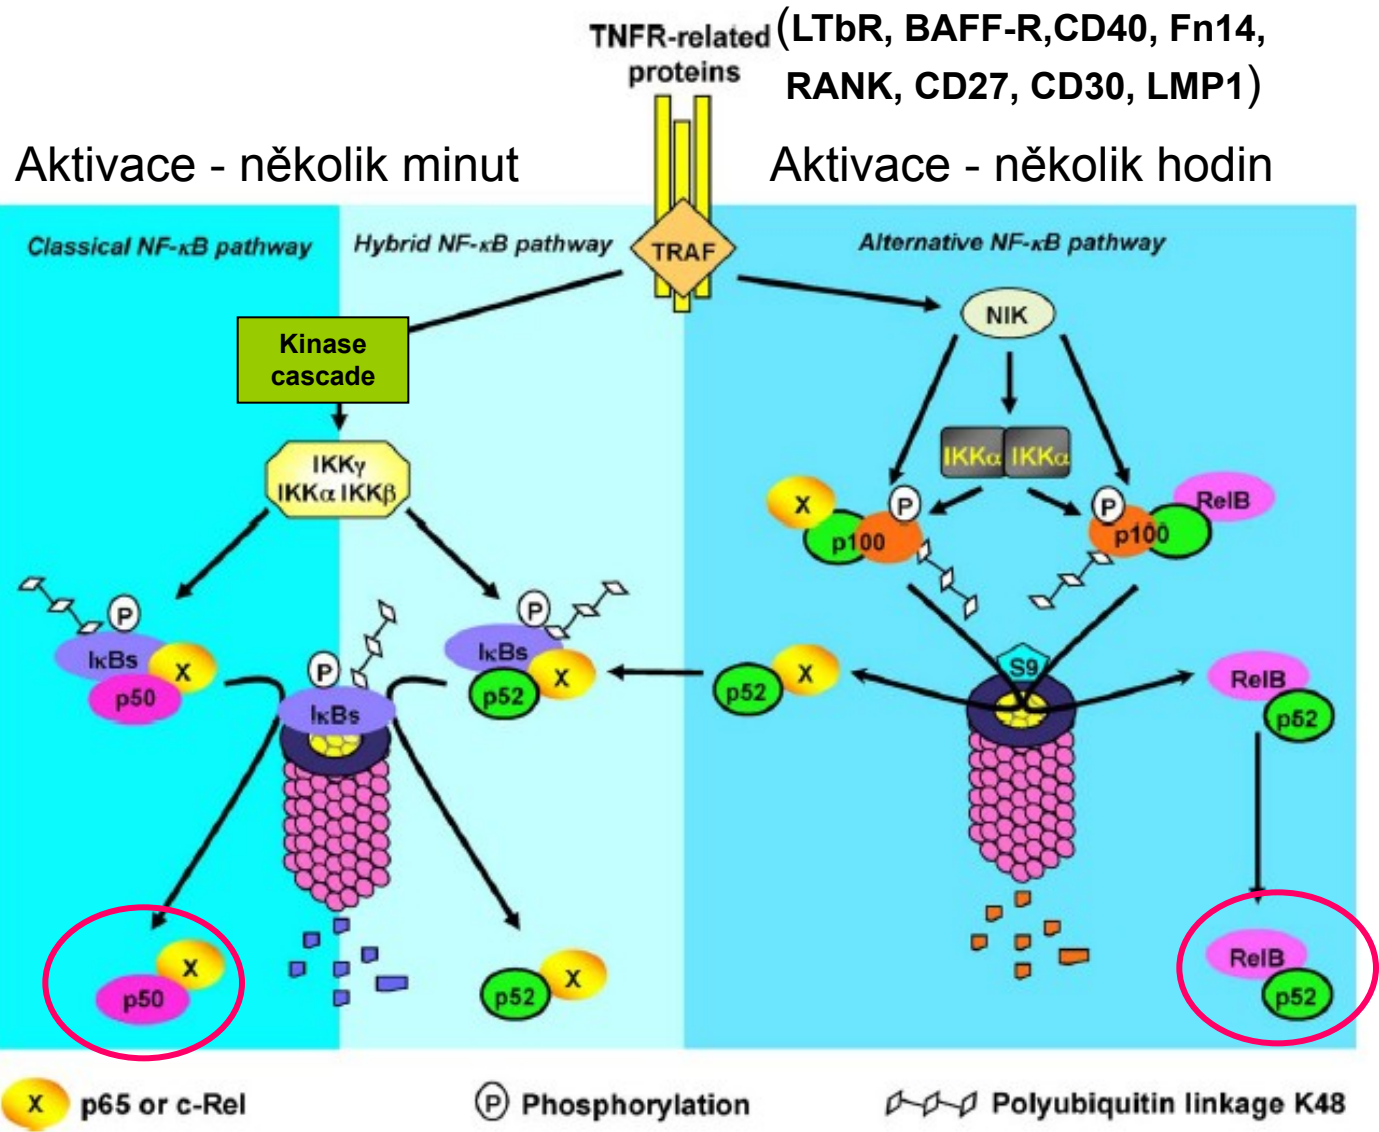 TNFR-related (LTbR, BAFF-R,CD40, Fn14,
proteins RANK, CD27, CD30, LMP1)
Aktivace - několik minut
Aktivace - několik hodin
Classical NF-κB pathway
Hybrid NF-κB pathway
TRAF
Alternative NF-κB pathway
NIK
Kinase
cascade
IKKγ
IKKα IKKβ
IKKα IKKα
X
P
p100
P
p100
RelB
P
IκBs
X
p50
P
IκBs
P
IκBs
X
p52
p52
X
S9
RelB
p52
X
p50
p52
X
RelB
p52
X p65 or c-Rel
P Phosphorylation
Polyubiquitin linkage K48